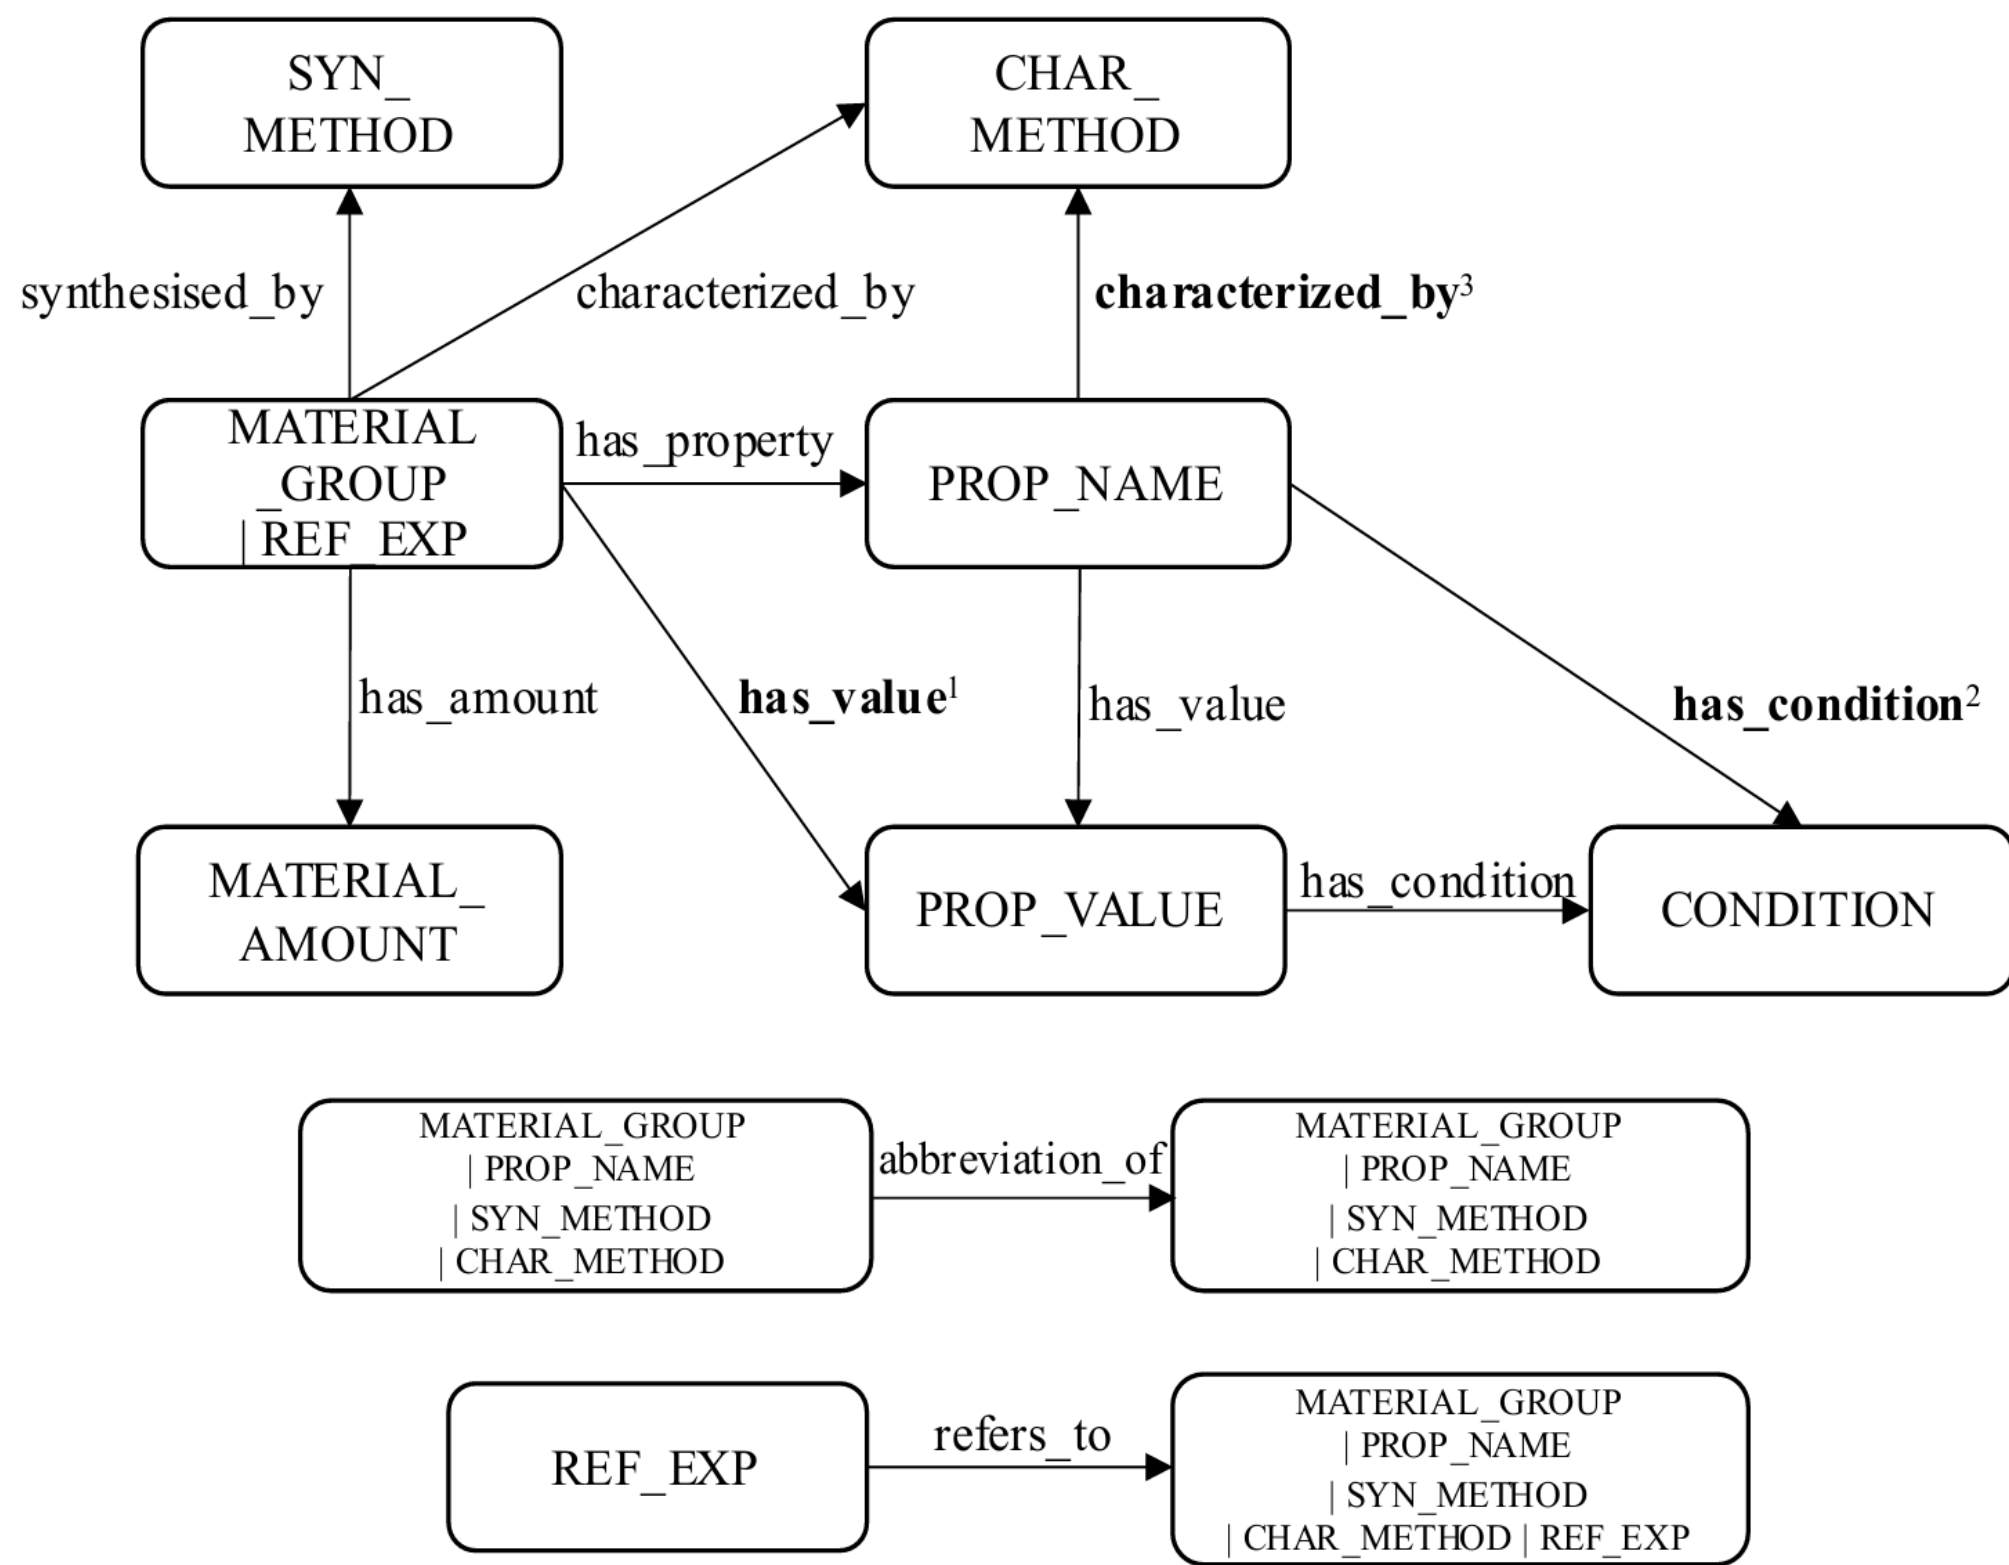 SYN_
METHOD
CHAR_
METHOD
synthesised_by
characterized_by
characterized_by³
MATERIAL
_GROUP
| REF_EXP
has_property
PROP_NAME
has_amount
has_value¹
has_value
has_condition²
MATERIAL_
AMOUNT
PROP_VALUE
has_condition
CONDITION
MATERIAL_GROUP
| PROP_NAME
| SYN_METHOD
| CHAR_METHOD
abbreviation_of
MATERIAL_GROUP
| PROP_NAME
| SYN_METHOD
| CHAR_METHOD
REF_EXP
refers_to
MATERIAL_GROUP
| PROP_NAME
| SYN_METHOD
| CHAR_METHOD | REF_EXP